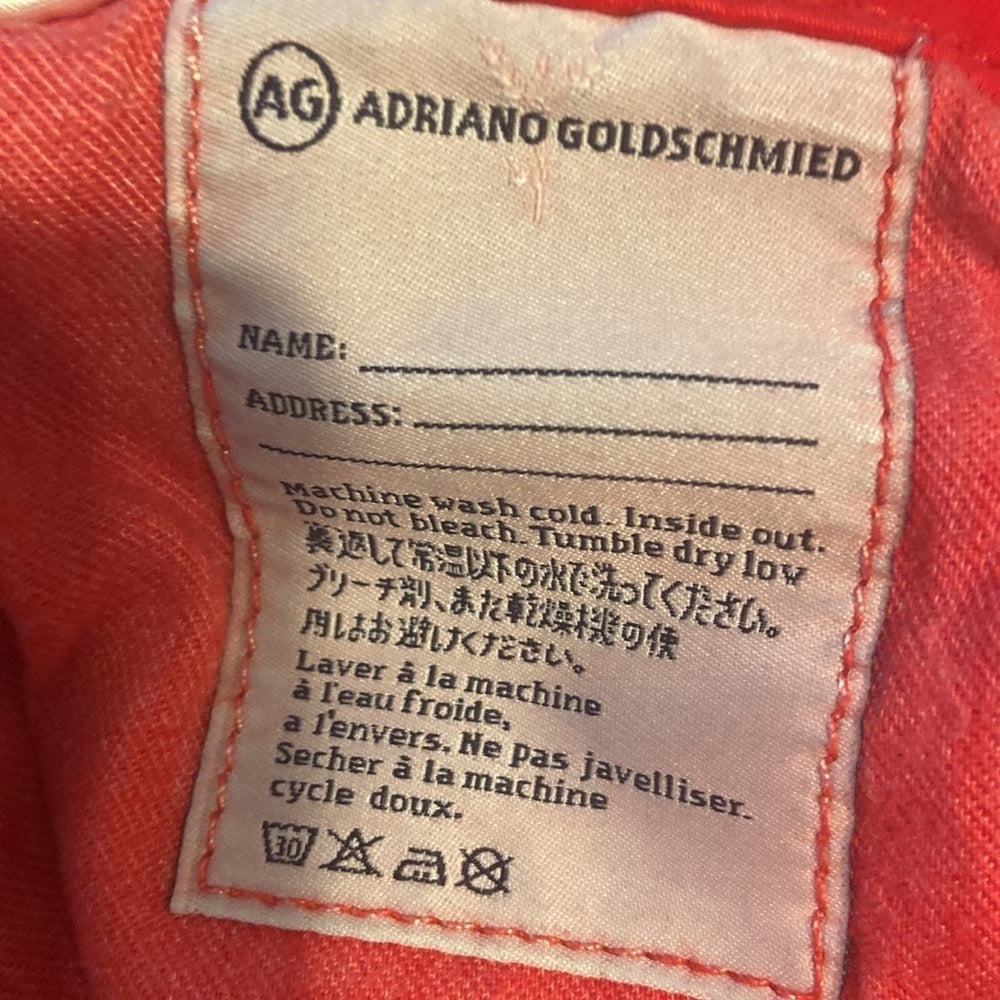 AG ADRIANO GOLDSCHMIED
NAME:
ADDRESS:
Machine wash cold. Inside out.
Do not bleach. Tumble dry low
裏返して常温以下の水で洗ってください。
ブリーチ剤、また乾燥機の使
用はお避けください。
Laver à la machine
à l'eau froide,
a l'envers. Ne pas javelliser.
Secher à la machine
cycle doux.
30